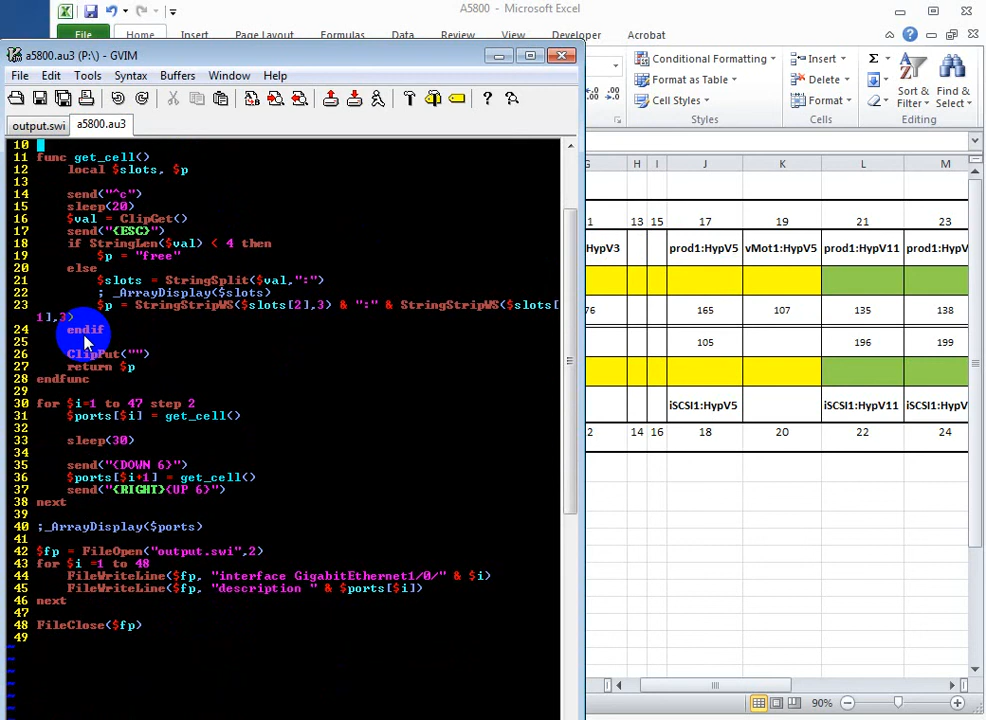 A5800 - Microsoft Excel
File Home Insert Page Layout Formulas Data Review View Developer Acrobat
a5800.au3 (P:\) - GVIM
File Edit Tools Syntax Buffers Window Help
output.swi a5800.au3
10
11 func get_cell()
12 local $slots, $p
13
14 send("^c")
15 sleep(20)
16 $val = ClipGet()
17 send("{ESC}")
18 if StringLen($val) < 4 then
19 $p = "free"
20 else
21 $slots = StringSplit($val,":")
22 ; _ArrayDisplay($slots)
23 $p = StringStripWS($slots[2],3) & ":" & StringStripWS($slots[
1],3)
24 endif
25
26 ClipPut("")
27 return $p
28 endfunc
29
30 for $i=1 to 47 step 2
31 $ports[$i] = get_cell()
32
33 sleep(30)
34
35 send("{DOWN 6}")
36 $ports[$i+1] = get_cell()
37 send("{RIGHT}{UP 6}")
38 next
39
40 ;_ArrayDisplay($ports)
41
42 $fp = FileOpen("output.swi",2)
43 for $i =1 to 48
44 FileWriteLine($fp, "interface GigabitEthernet1/0/" & $i)
45 FileWriteLine($fp, "description " & $ports[$i])
46 next
47
48 FileClose($fp)
49
Conditional Formatting
Format as Table
Cell Styles
Styles
Insert
Delete
Format
Cells
Sort &
Filter
Find &
Select
Editing
G H I J K L M
1 13 15 17 19 21 23
:HypV3 prod1:HypV5 vMot1:HypV5 prod1:HypV11 prod1:H
76 165 107 135 138
105 196 199
iSCSI1:HypV5 iSCSI1:HypV11 iSCSI1:HypV
2 14 16 18 20 22 24
90%